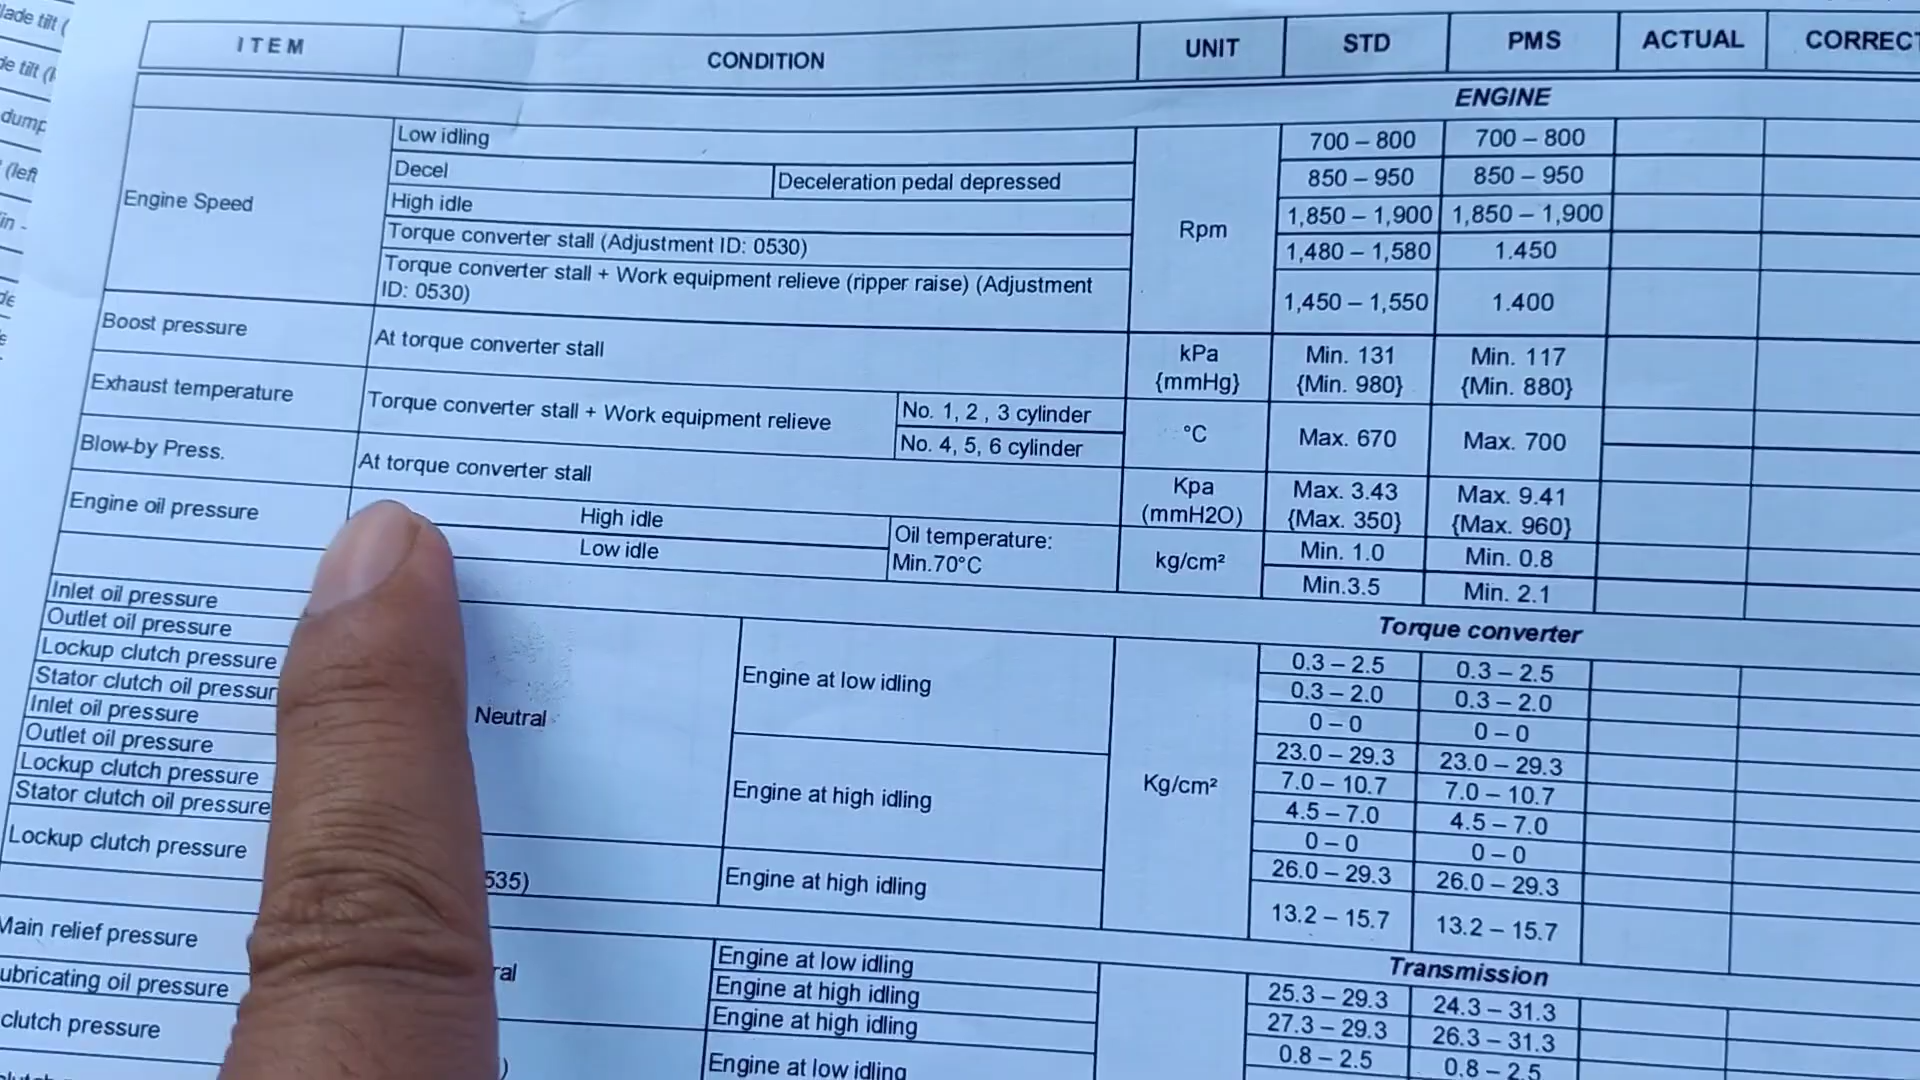 lade tilt (
de tilt (l
dump
(left
in -
ITEM CONDITION UNIT STD PMS ACTUAL CORRECT
ENGINE
Engine Speed
Low idling
Decel Deceleration pedal depressed
High idle
Torque converter stall (Adjustment ID: 0530)
Torque converter stall + Work equipment relieve (ripper raise) (Adjustment
ID: 0530)
Rpm
700 – 800 700 – 800
850 – 950 850 – 950
1,850 – 1,900 1,850 – 1,900
1,480 – 1,580 1.450
1,450 – 1,550 1.400
Boost pressure At torque converter stall
kPa Min. 131 Min. 117
{mmHg} {Min. 980} {Min. 880}
Exhaust temperature Torque converter stall + Work equipment relieve
No. 1, 2 , 3 cylinder
No. 4, 5, 6 cylinder
°C Max. 670 Max. 700
Blow-by Press. At torque converter stall
Kpa Max. 3.43 Max. 9.41
(mmH2O) {Max. 350} {Max. 960}
Engine oil pressure
High idle
Low idle
Oil temperature:
Min.70°C
kg/cm²
Min. 1.0 Min. 0.8
Min.3.5 Min. 2.1
Torque converter
Inlet oil pressure 0.3 – 2.5 0.3 – 2.5
Outlet oil pressure 0.3 – 2.0 0.3 – 2.0
Lockup clutch pressure 0 – 0 0 – 0
Stator clutch oil pressur 23.0 – 29.3 23.0 – 29.3
Inlet oil pressure 7.0 – 10.7 7.0 – 10.7
Outlet oil pressure 4.5 – 7.0 4.5 – 7.0
Lockup clutch pressure 0 – 0 0 – 0
Stator clutch oil pressure 26.0 – 29.3 26.0 – 29.3
Lockup clutch pressure 13.2 – 15.7 13.2 – 15.7
Neutral
Engine at low idling
Engine at high idling
535) Engine at high idling
Kg/cm²
Transmission
Main relief pressure
ral Engine at low idling 25.3 – 29.3 24.3 – 31.3
Engine at high idling 27.3 – 29.3 26.3 – 31.3
ubricating oil pressure Engine at high idling 0.8 – 2.5 0.8 – 2.5
clutch pressure
) Engine at low idling